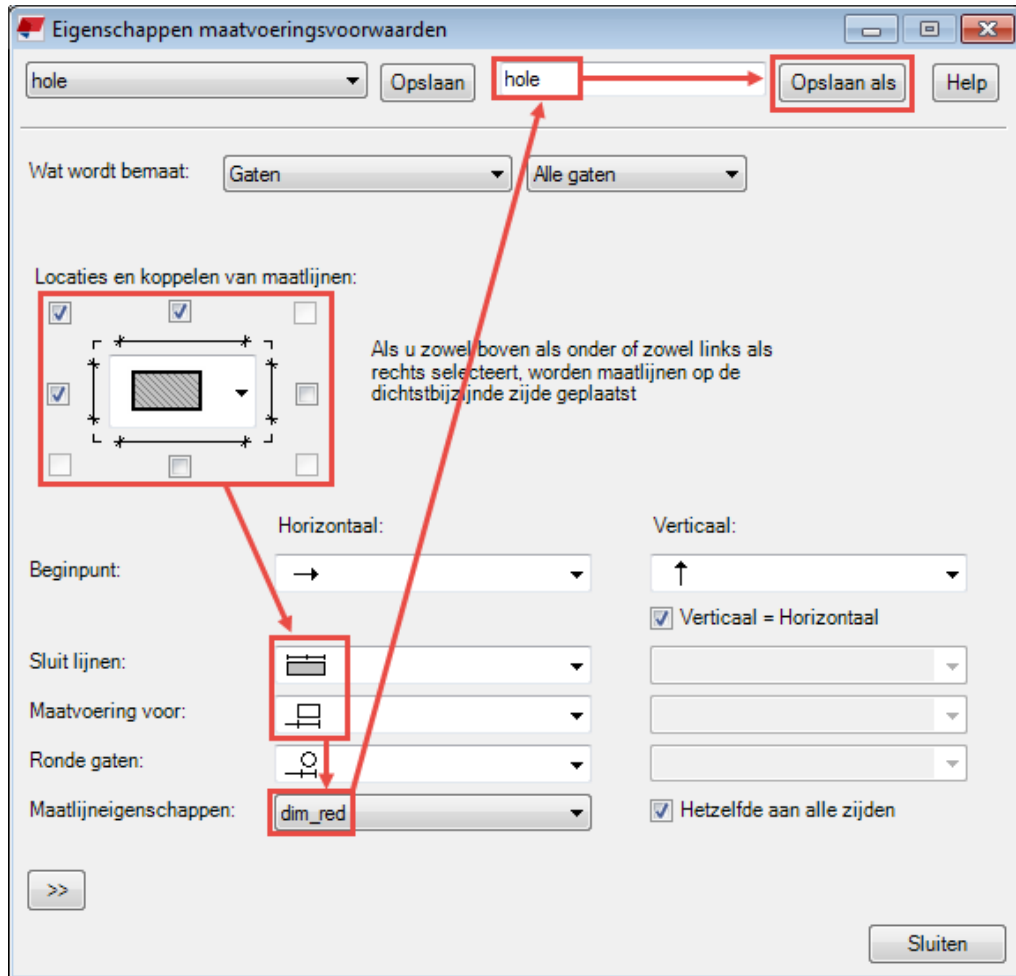 Eigenschappen maatvoeringsvoorwaarden
hole Opslaan hole Opslaan als Help
Wat wordt bemaat: Gaten Alle gaten
Locaties en koppelen van maatlijnen:
Als u zowel boven als onder of zowel links als
rechts selecteert, worden maatlijnen op de
dichtstbijzijnde zijde geplaatst
Horizontaal: Verticaal:
Beginpunt:
Verticaal = Horizontaal
Sluit lijnen:
Maatvoering voor:
Ronde gaten:
Maatlijneigenschappen: dim_red Hetzelfde aan alle zijden
>>
Sluiten